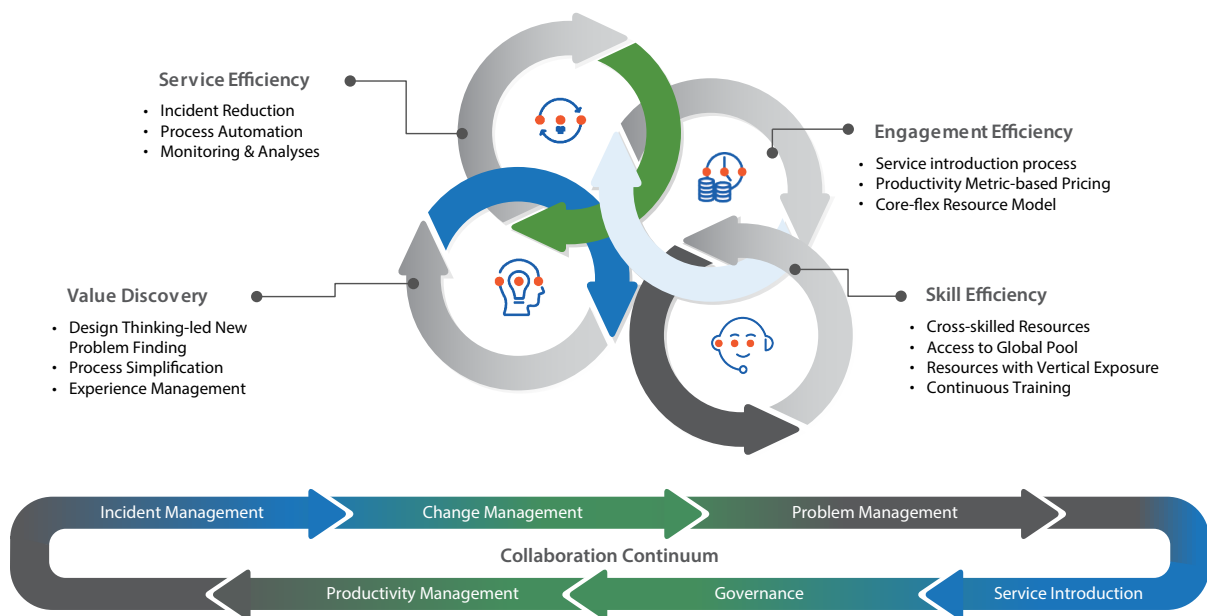 Service Efficiency
• Incident Reduction
• Process Automation
• Monitoring & Analyses
Engagement Efficiency
• Service introduction process
• Productivity Metric-based Pricing
• Core-flex Resource Model
Value Discovery
• Design Thinking-led New
Problem Finding
• Process Simplification
• Experience Management
Skill Efficiency
• Cross-skilled Resources
• Access to Global Pool
• Resources with Vertical Exposure
• Continuous Training
Incident Management
Change Management
Problem Management
Collaboration Continuum
Productivity Management
Governance
Service Introduction